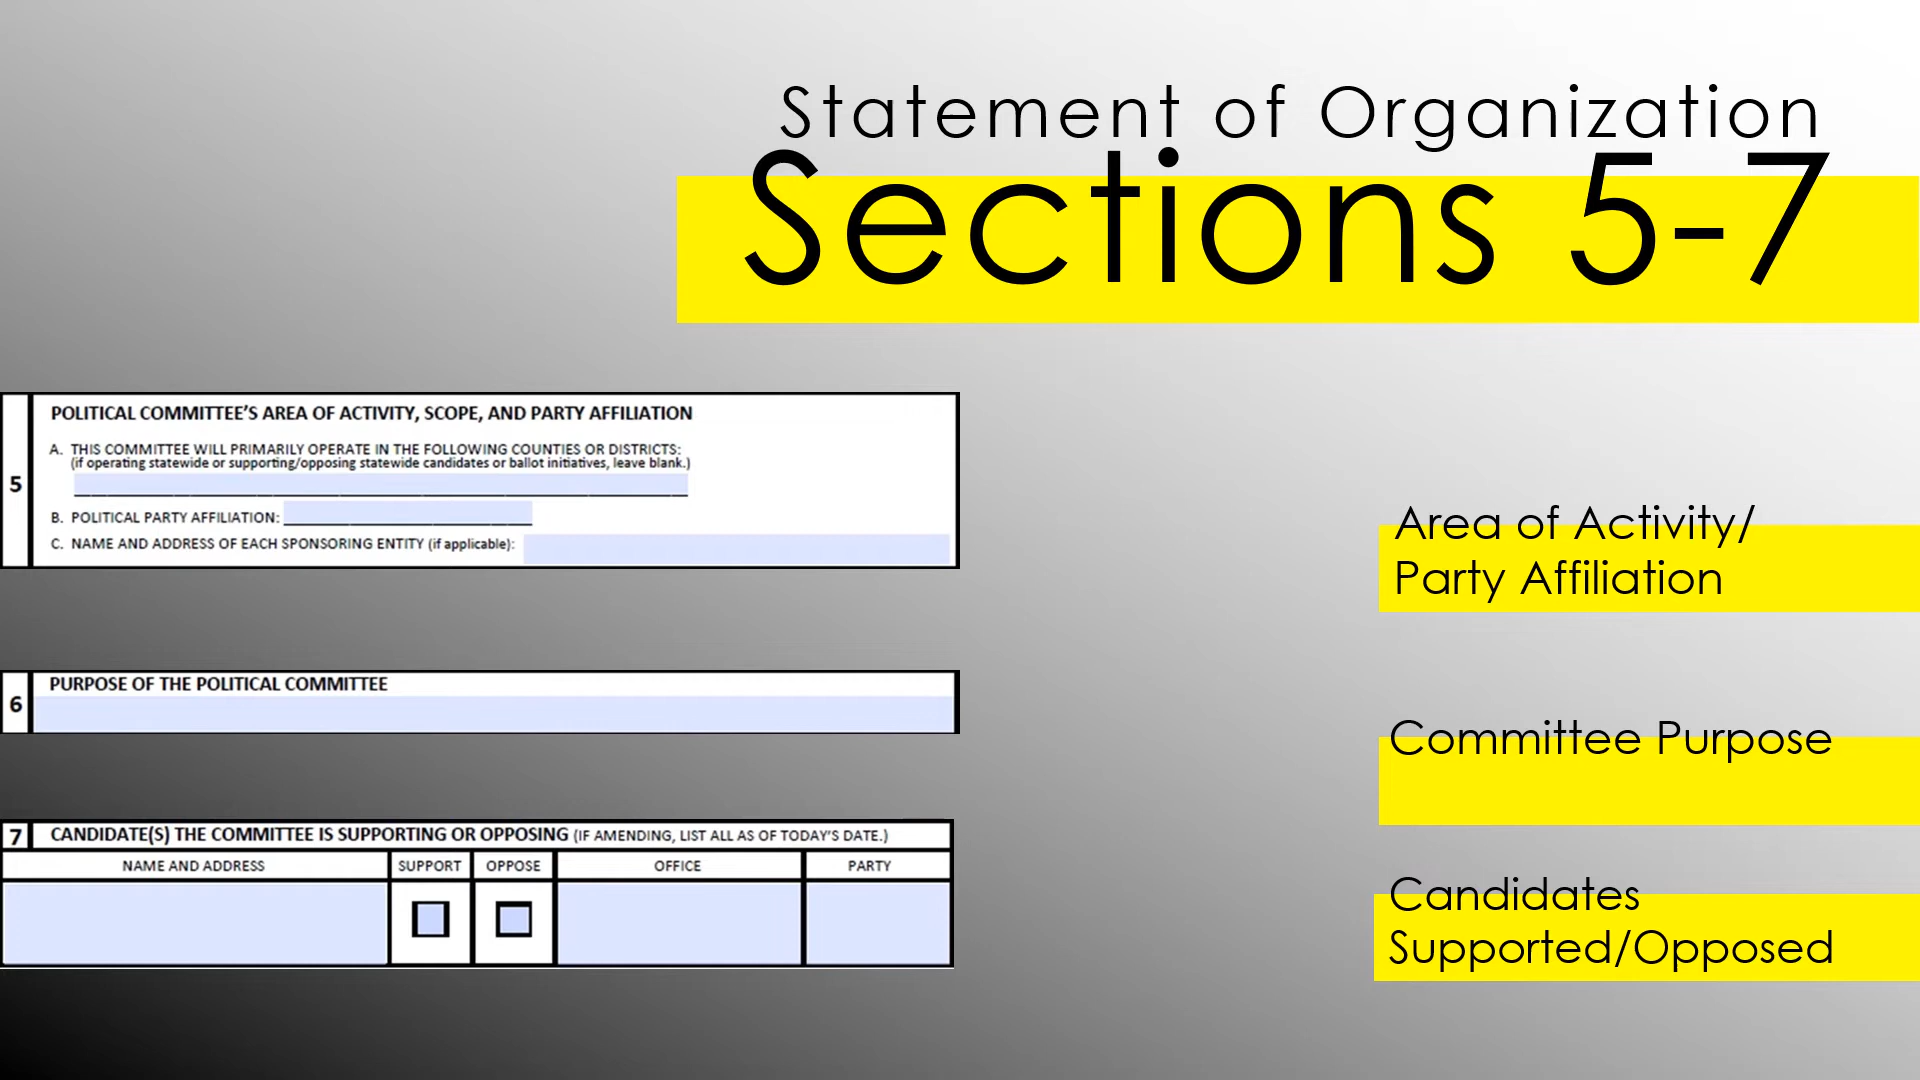 Statement of Organization
Sections 5-7
5
POLITICAL COMMITTEE'S AREA OF ACTIVITY, SCOPE, AND PARTY AFFILIATION
A. THIS COMMITTEE WILL PRIMARILY OPERATE IN THE FOLLOWING COUNTIES OR DISTRICTS:
(if operating statewide or supporting/opposing statewide candidates or ballot initiatives, leave blank.)
B. POLITICAL PARTY AFFILIATION:
C. NAME AND ADDRESS OF EACH SPONSORING ENTITY (if applicable):
Area of Activity/
Party Affiliation
6
PURPOSE OF THE POLITICAL COMMITTEE
Committee Purpose
7
CANDIDATE(S) THE COMMITTEE IS SUPPORTING OR OPPOSING (IF AMENDING, LIST ALL AS OF TODAY'S DATE.)
NAME AND ADDRESS SUPPORT OPPOSE OFFICE PARTY
Candidates
Supported/Opposed